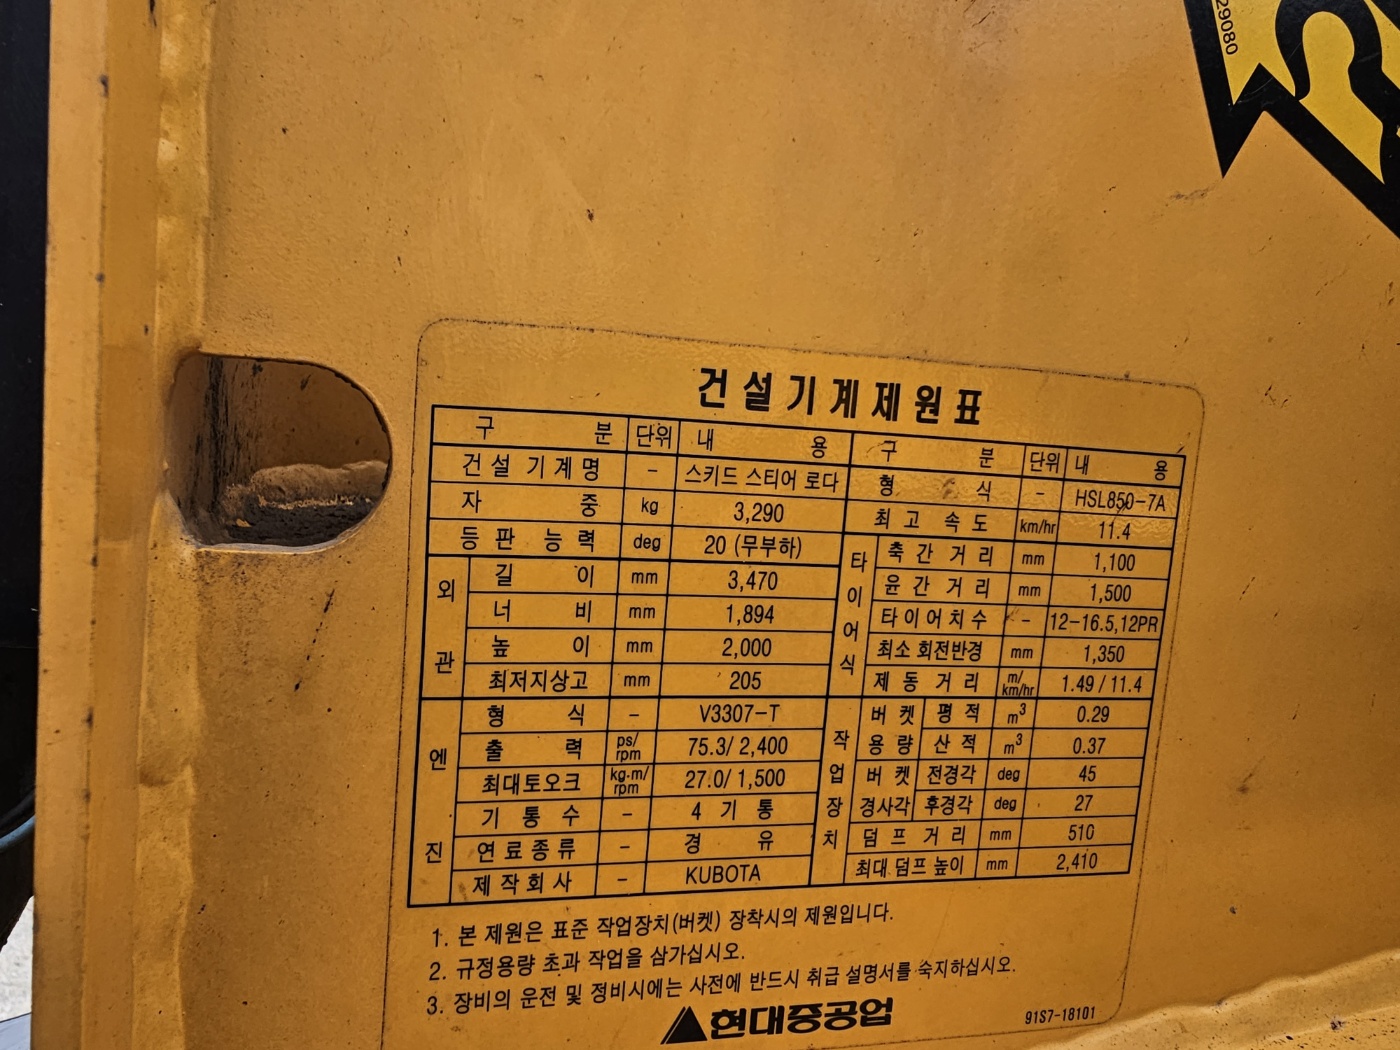 29080
건설기계제원표
구 분 단위 내 용 구 분 단위 내 용
건설 기계명 - 스키드 스티어 로다 형 식 - HSL850-7A
자 중 kg 3,290 최고 속도 km/hr 11.4
등판 능력 deg 20 (무부하) 타이어식 축간거리 mm 1,100
외관 길 이 mm 3,470 윤간거리 mm 1,500
너 비 mm 1,894 타이어치수 - 12-16.5,12PR
높 이 mm 2,000 최소 회전반경 mm 1,350
최저지상고 mm 205 제동 거리 m/km/hr 1.49 / 11.4
엔진 형 식 - V3307-T 작업장치 버켓용량 평적 m³ 0.29
출 력 ps/rpm 75.3/ 2,400 산적 m³ 0.37
최대토오크 kg·m/rpm 27.0/ 1,500 버켓경사각 전경각 deg 45
기통수 - 4 기 통 후경각 deg 27
연료종류 - 경 유 덤프거리 mm 510
제작회사 - KUBOTA 최대 덤프높이 mm 2,410
1. 본 제원은 표준 작업장치(버켓) 장착시의 제원입니다.
2. 규정용량 초과 작업을 삼가십시오.
3. 장비의 운전 및 정비시에는 사전에 반드시 취급 설명서를 숙지하십시오.
현대중공업
91S7-18101